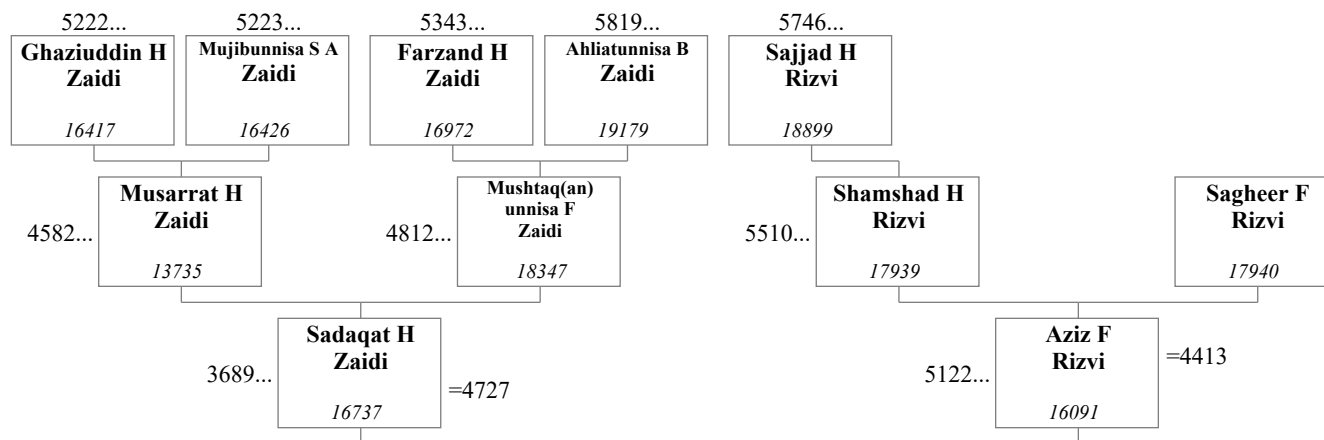 5222...
5223...
5343...
5819...
5746...
Ghaziuddin H
Zaidi
16417
Mujibunnisa S A
Zaidi
16426
Farzand H
Zaidi
16972
Ahliatunnisa B
Zaidi
19179
Sajjad H
Rizvi
18899
4582...
Musarrat H
Zaidi
13735
4812...
Mushtaq(an)
unnisa F
Zaidi
18347
5510...
Shamshad H
Rizvi
17939
Sagheer F
Rizvi
17940
3689...
Sadaqat H
Zaidi
16737
=4727
5122...
Aziz F
Rizvi
16091
=4413